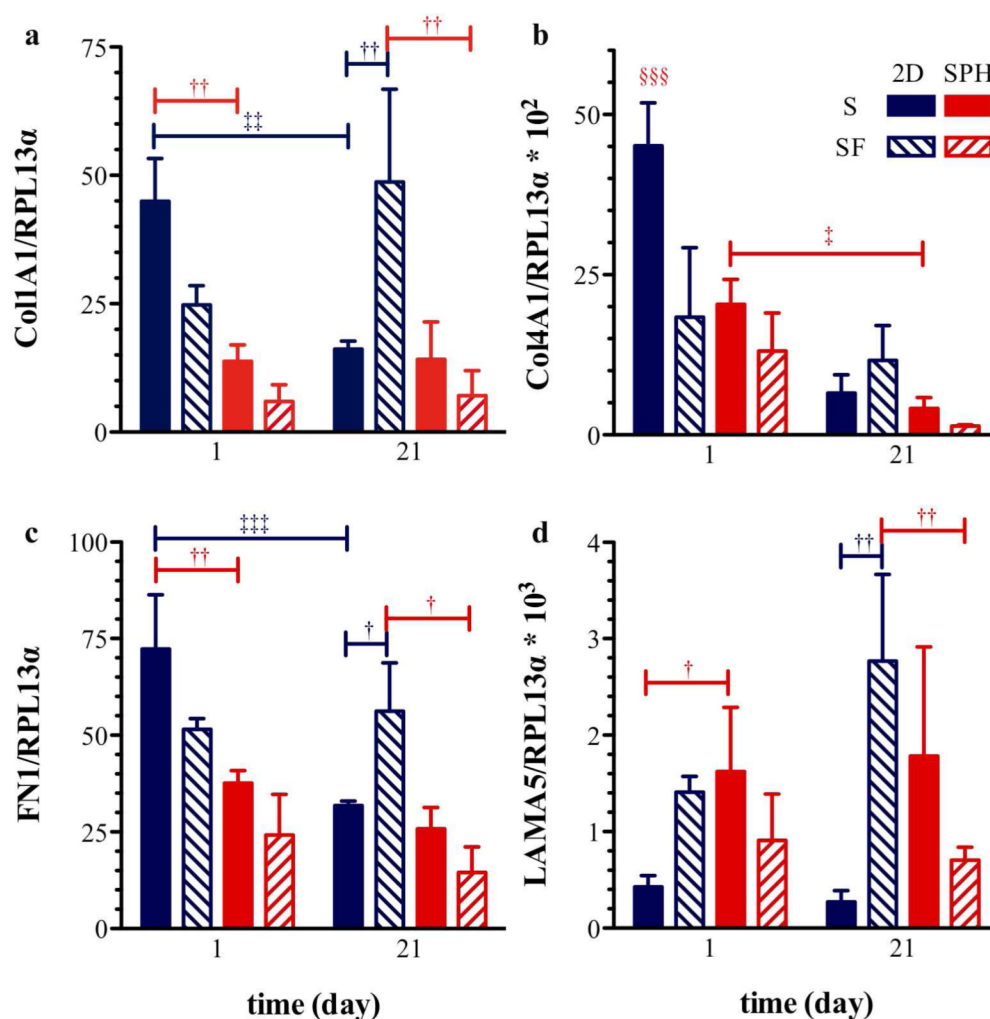 a
75
50
25
0
Col1A1/RPL13α
††
‡‡
††
††
1
21
b
2D SPH
S
SF
50
25
0
Col4A1/RPL13α * 10²
§§§
‡
1
21
c
100
75
50
25
0
FN1/RPL13α
‡‡‡
††
†
†
1
21
time (day)
d
4
3
2
1
0
LAMA5/RPL13α * 10³
†
††
††
1
21
time (day)